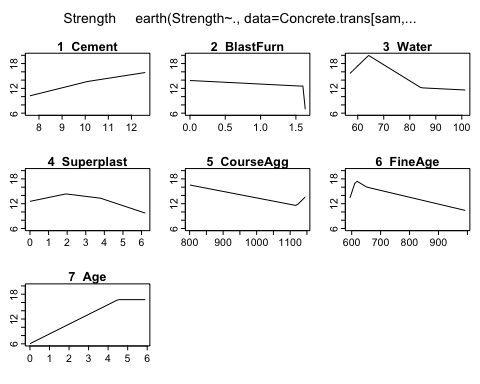 Strength earth(Strength~., data=Concrete.trans[sam,...
1 Cement 2 BlastFurn 3 Water
6 12 18 6 12 18 6 12 18
8 9 10 11 12 0.0 0.5 1.0 1.5 60 70 80 90 100
4 Superplast 5 CourseAgg 6 FineAge
6 12 18 6 12 18 6 12 18
0 1 2 3 4 5 6 800 900 1000 1100 600 700 800 900
7 Age
6 12 18
0 1 2 3 4 5 6